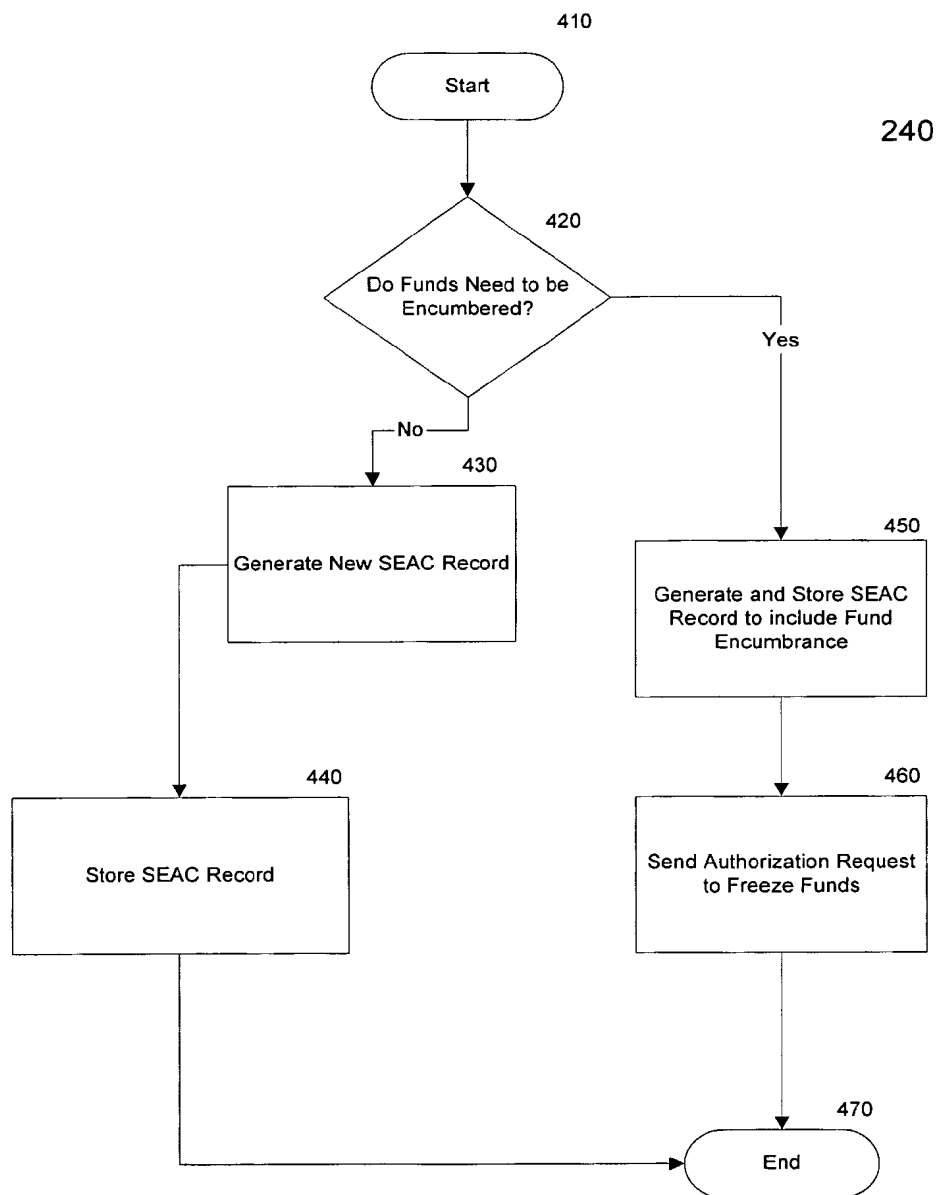 410
Start
240
420
Do Funds Need to be
Encumbered?
Yes
No
430
Generate New SEAC Record
450
Generate and Store SEAC
Record to include Fund
Encumbrance
440
Store SEAC Record
460
Send Authorization Request
to Freeze Funds
470
End